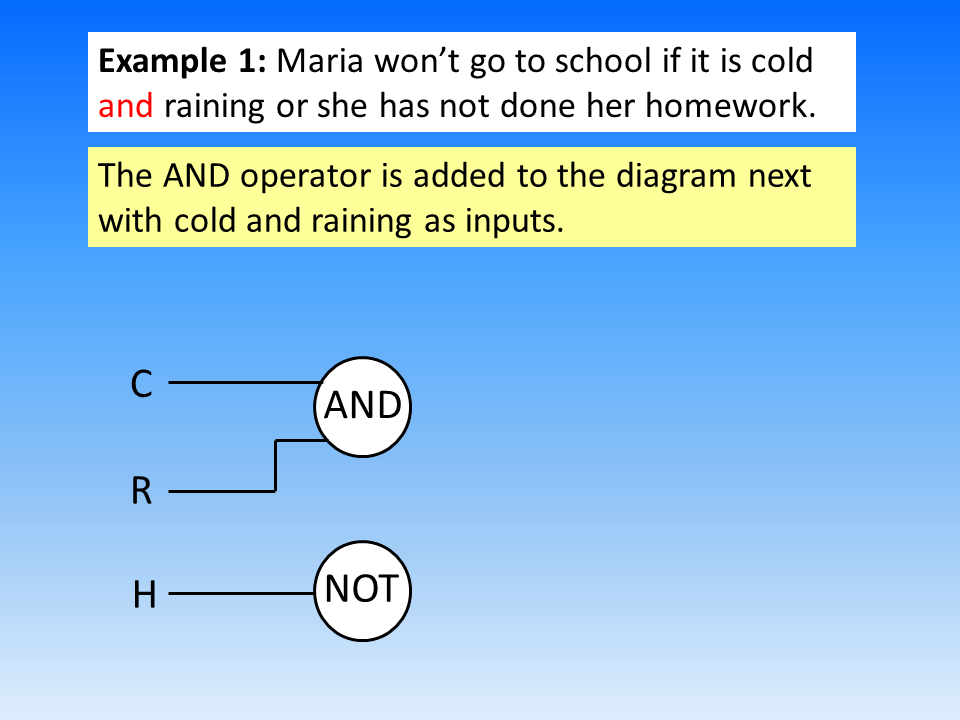 Example 1: Maria won’t go to school if it is cold
and raining or she has not done her homework.
The AND operator is added to the diagram next
with cold and raining as inputs.
C
AND
R
H
NOT